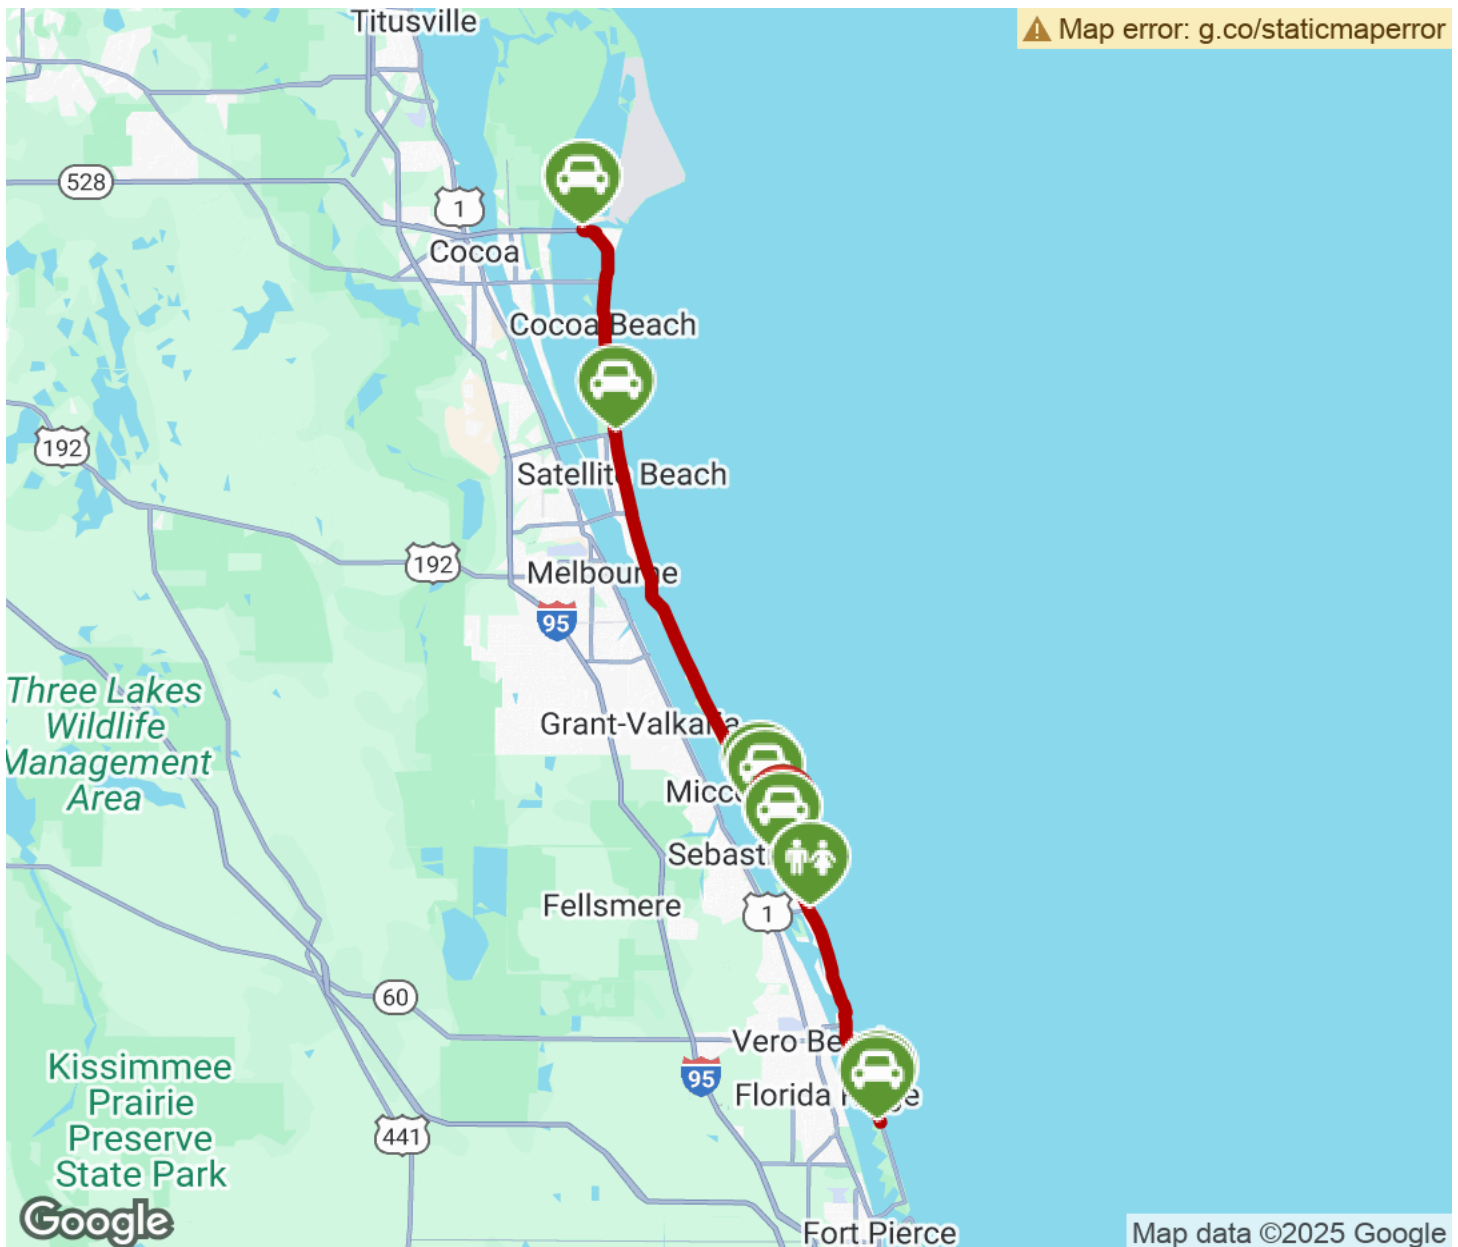 Titusville
Map error: g.co/staticmaperror
528
1
Cocoa
Cocoa Beach
192
Satellite Beach
192
Melbourne
95
Three Lakes
Wildlife
Management
Area
Grant-Valkaria
Micco
Sebast
Fellsmere
1
60
Vero Be
Kissimmee
Prairie
Preserve
State Park
95
Florida
441
Google
Fort Pierce
Map data ©2025 Google